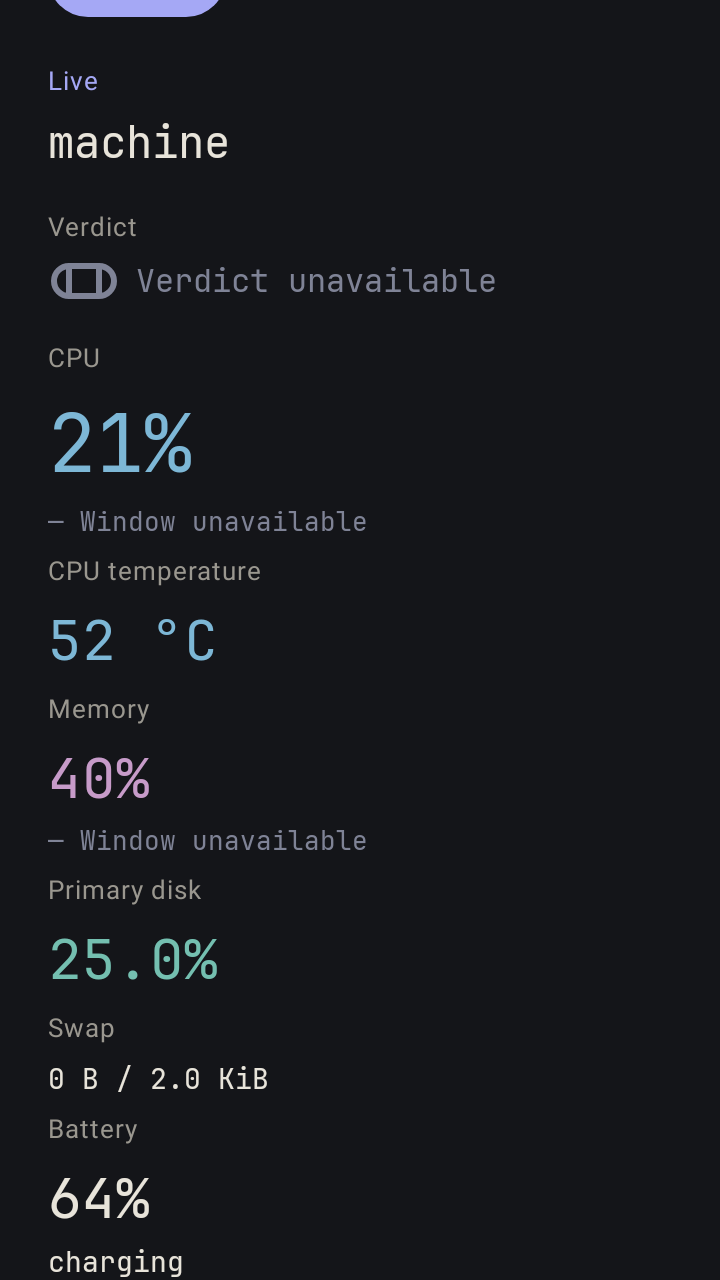 Live
machine
Verdict
Verdict unavailable
CPU
21%
— Window unavailable
CPU temperature
52 °C
Memory
40%
— Window unavailable
Primary disk
25.0%
Swap
0 B / 2.0 KiB
Battery
64%
charging